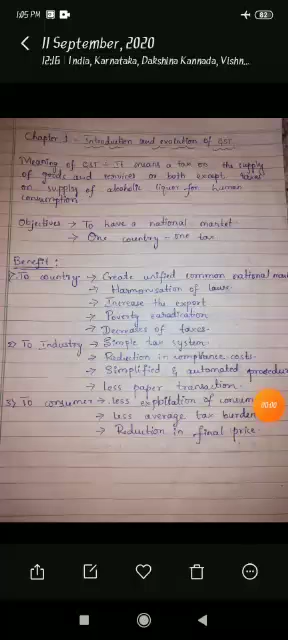 1:05 PM
82
11 September, 2020
12:16 | India, Karnataka, Dakshina Kannada, Vishn...
Chapter 1 - Introduction and evolution of GST
Meaning of GST - It means a tax on the supply
of goods and services or both except taxes
on supply of alcoholic liquor for human
consumption
Objectives → To have a national market
→ One country - one tax
Benefit :
1) To country → Create unified common national mar
→ Harmonisation of laws
→ Increase the export
→ Poverty earadication
→ Decreases of taxes.
2) To Industry → Simple tax system.
→ Reduction in compliance costs.
→ Simplified & automated procedur
→ less paper transaction.
3) To consumer → less exploitation of consum
→ less average tax burden
→ Reduction in final price.
00:00